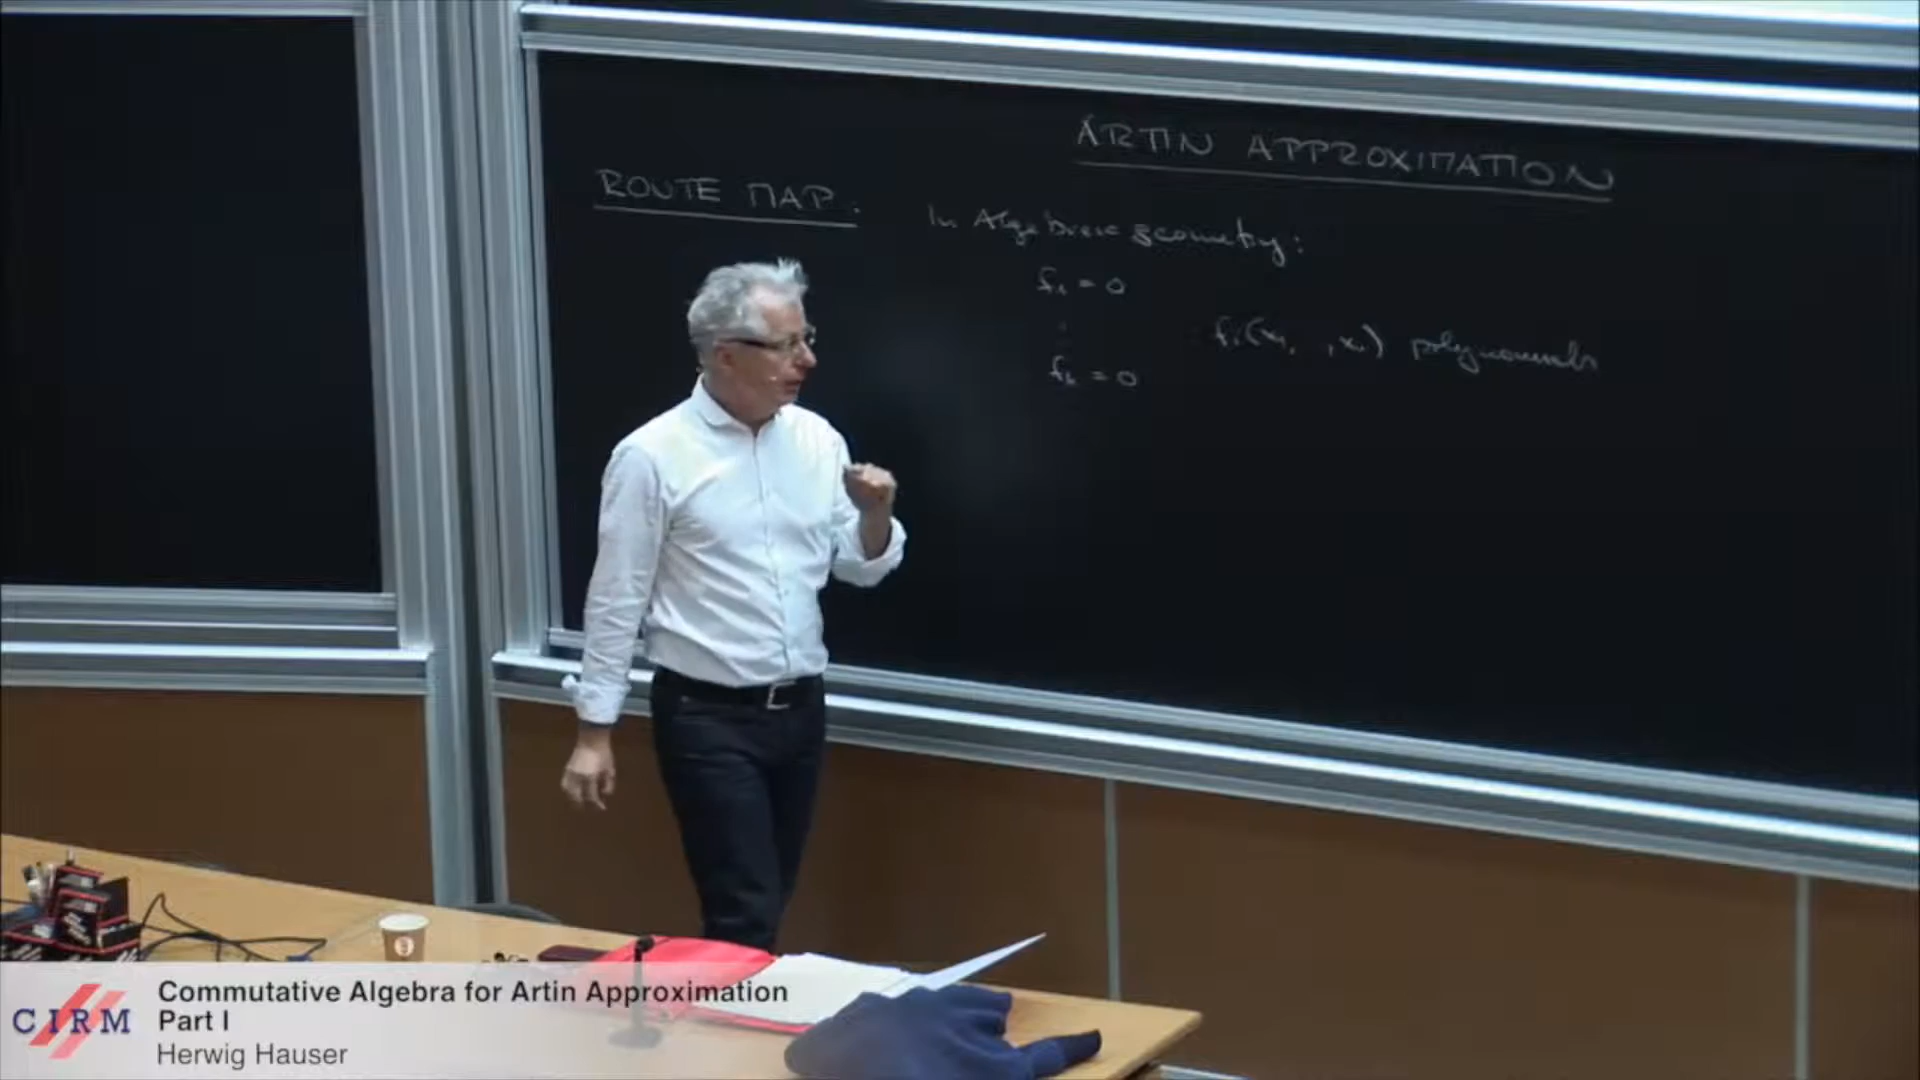 ARTIN APPROXIMATION
ROUTE MAP:
In Algebraic geometry:
f₁ = 0
⋮
fₖ = 0
fᵢ(x₁, , xₙ) polynomials
CIRM
Commutative Algebra for Artin Approximation
Part I
Herwig Hauser